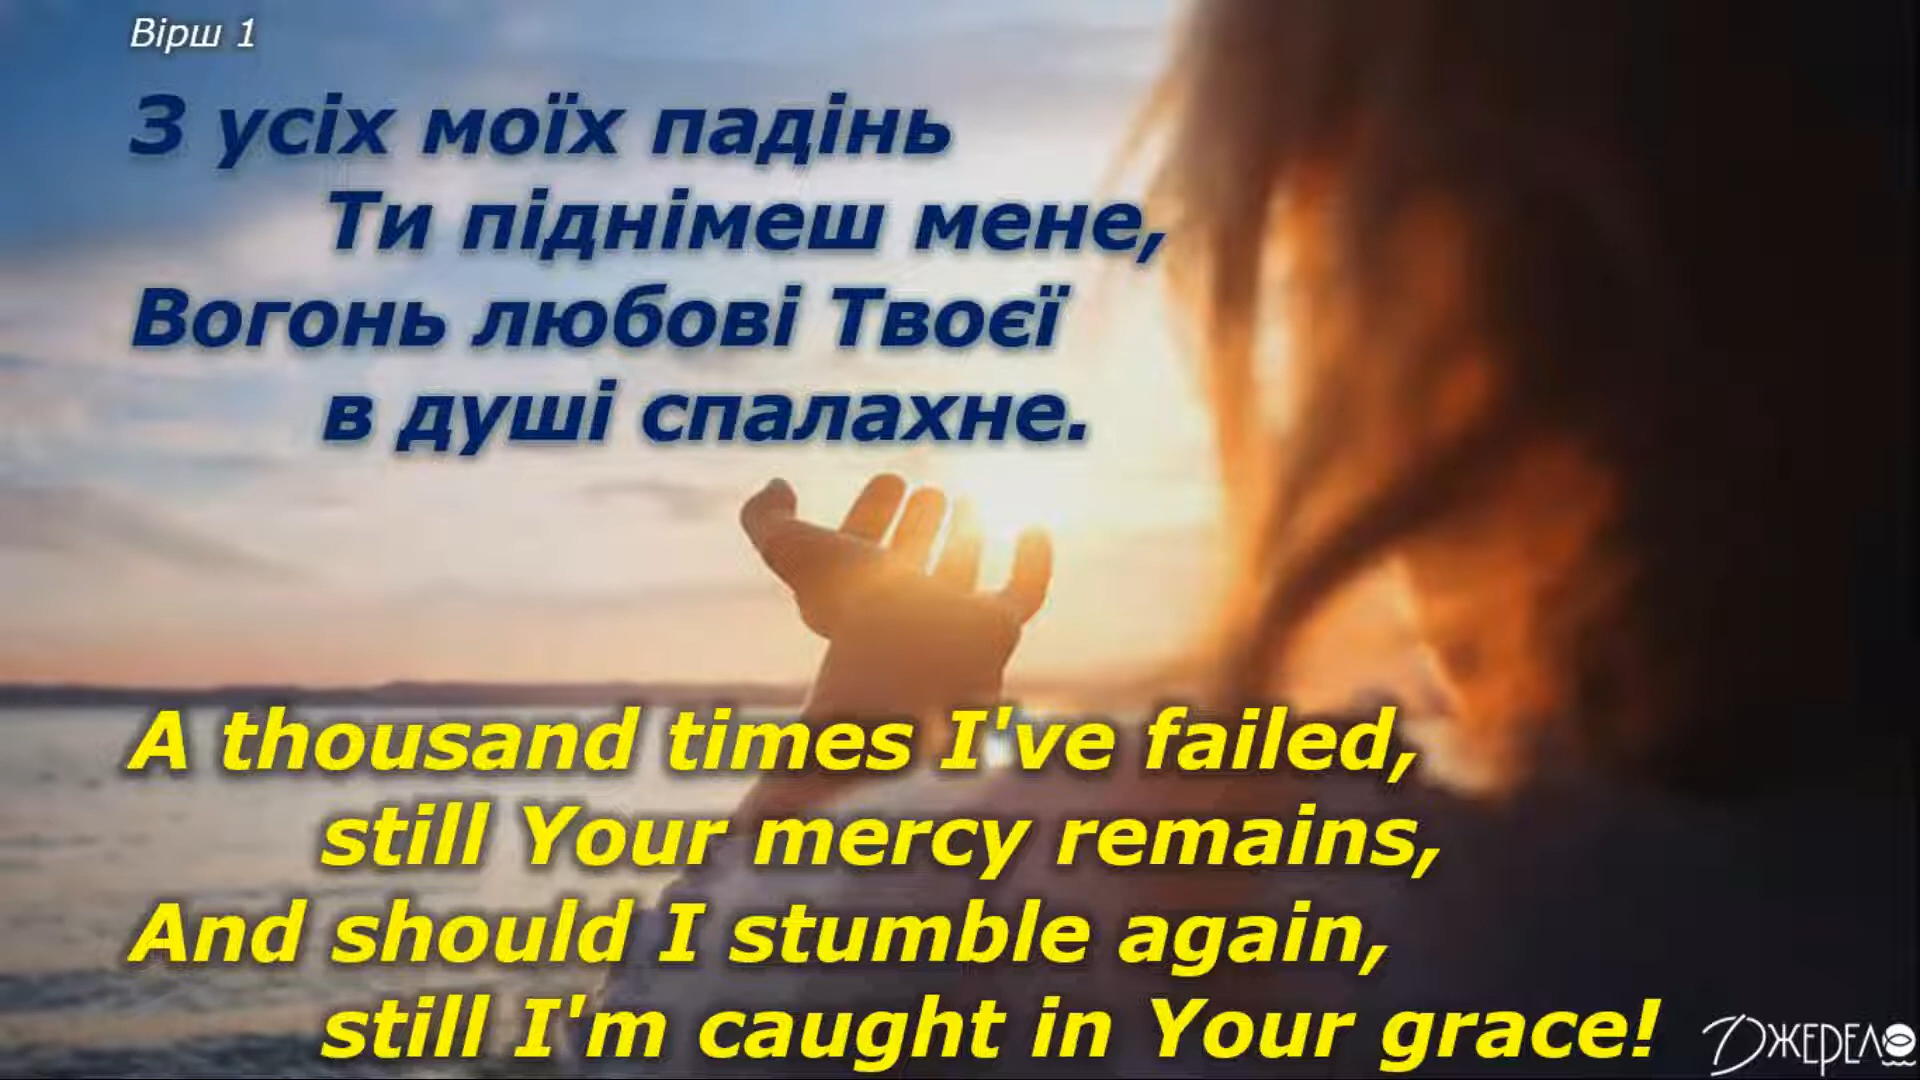 Вірш 1
З усіх моїх падінь
Ти піднімеш мене,
Вогонь любові Твоєї
в душі спалахне.
A thousand times I've failed,
still Your mercy remains,
And should I stumble again,
still I'm caught in Your grace!
ДЖЕРЕЛО